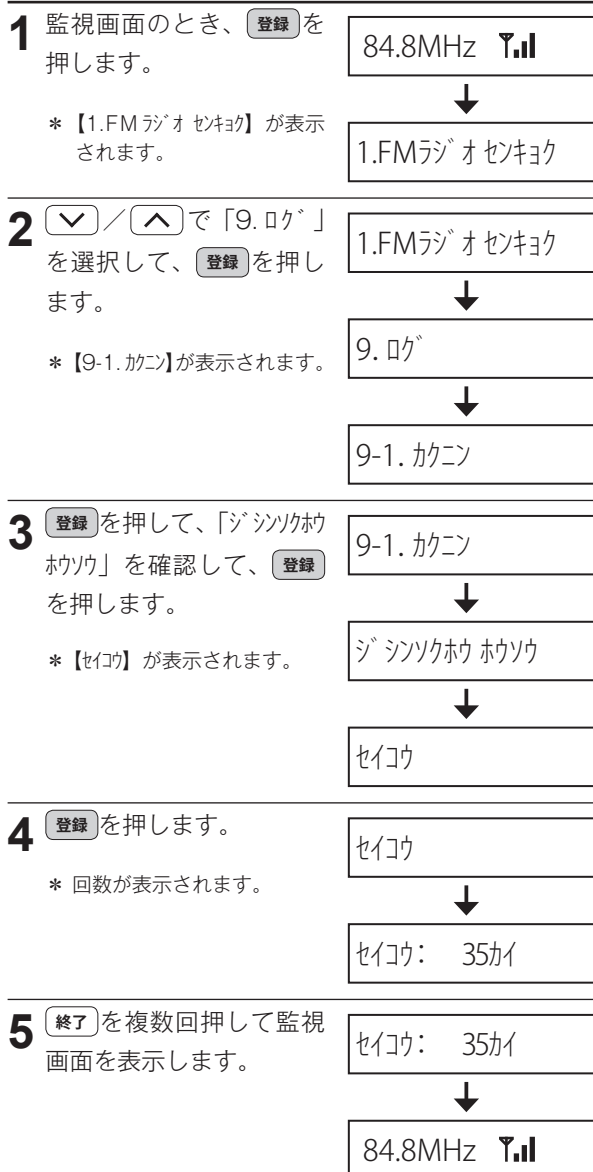 1 監視画面のとき、登録を
押します。
＊【1.FMﾗｼﾞｵ ｾﾝｷｮｸ】が表示
されます。
84.8MHz
↓
1.FMﾗｼﾞｵ ｾﾝｷｮｸ
2 ／で「9.ﾛｸﾞ」
を選択して、登録を押し
ます。
＊【9-1.ｶｸﾆﾝ】が表示されます。
1.FMﾗｼﾞｵ ｾﾝｷｮｸ
↓
9.ﾛｸﾞ
↓
9-1.ｶｸﾆﾝ
3 登録を押して、「ｼﾞｼﾝｿｸﾎｳ
ﾎｳｿｳ」を確認して、登録
を押します。
＊【ｾｲｺｳ】が表示されます。
9-1.ｶｸﾆﾝ
↓
ｼﾞｼﾝｿｸﾎｳ ﾎｳｿｳ
↓
ｾｲｺｳ
4 登録を押します。
＊ 回数が表示されます。
ｾｲｺｳ
↓
ｾｲｺｳ： 35ｶｲ
5 終了を複数回押して監視
画面を表示します。
ｾｲｺｳ： 35ｶｲ
↓
84.8MHz